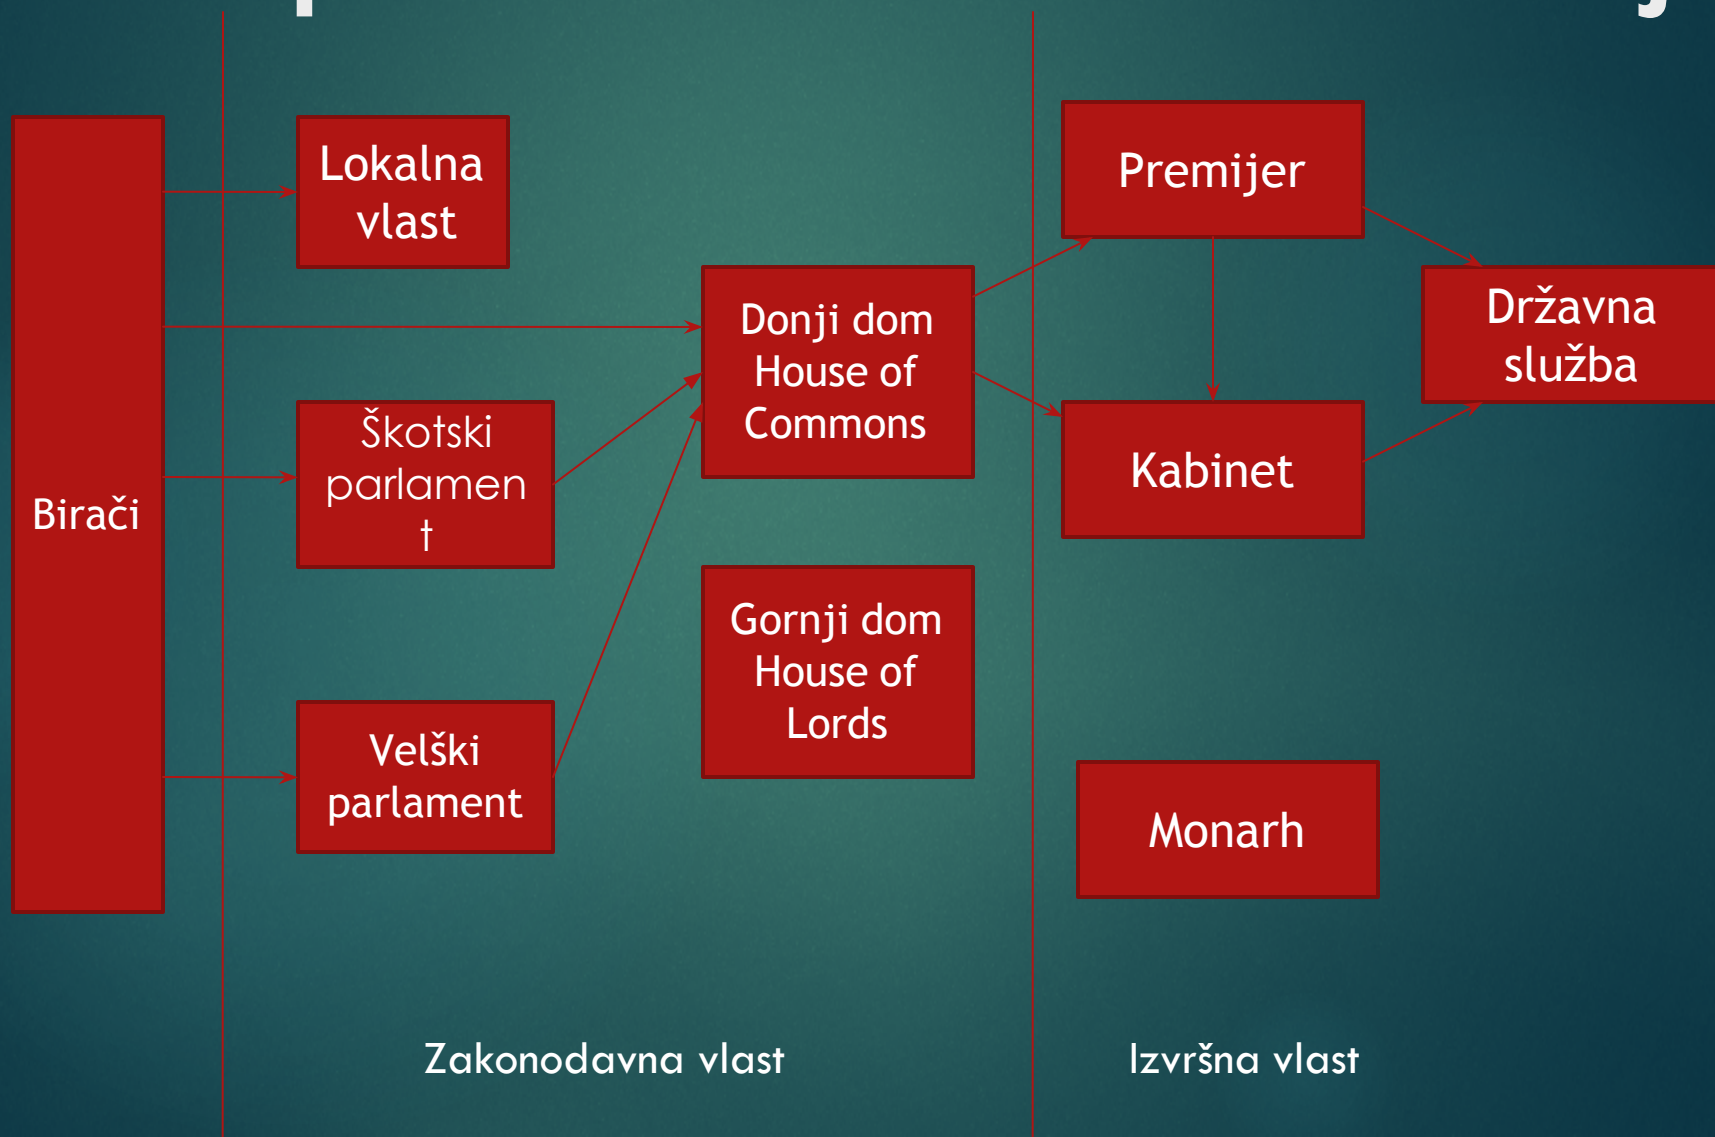 Birači
Lokalna
vlast
Škotski
parlamen
t
Velški
parlament
Donji dom
House of
Commons
Gornji dom
House of
Lords
Premijer
Kabinet
Monarh
Državna
služba
Zakonodavna vlast
Izvršna vlast